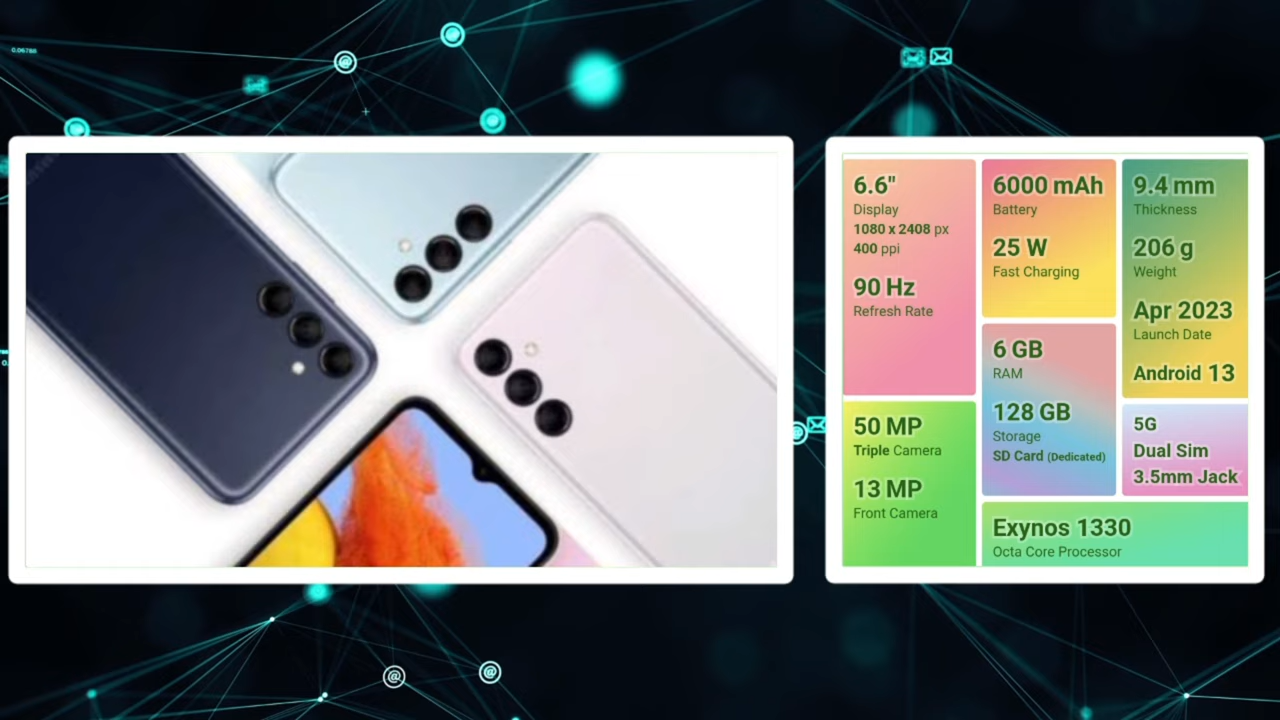 0.06788
6.6"
Display
1080 x 2408 px
400 ppi
90 Hz
Refresh Rate
50 MP
Triple Camera
13 MP
Front Camera
6000 mAh
Battery
25 W
Fast Charging
6 GB
RAM
128 GB
Storage
SD Card (Dedicated)
9.4 mm
Thickness
206 g
Weight
Apr 2023
Launch Date
Android 13
5G
Dual Sim
3.5mm Jack
Exynos 1330
Octa Core Processor